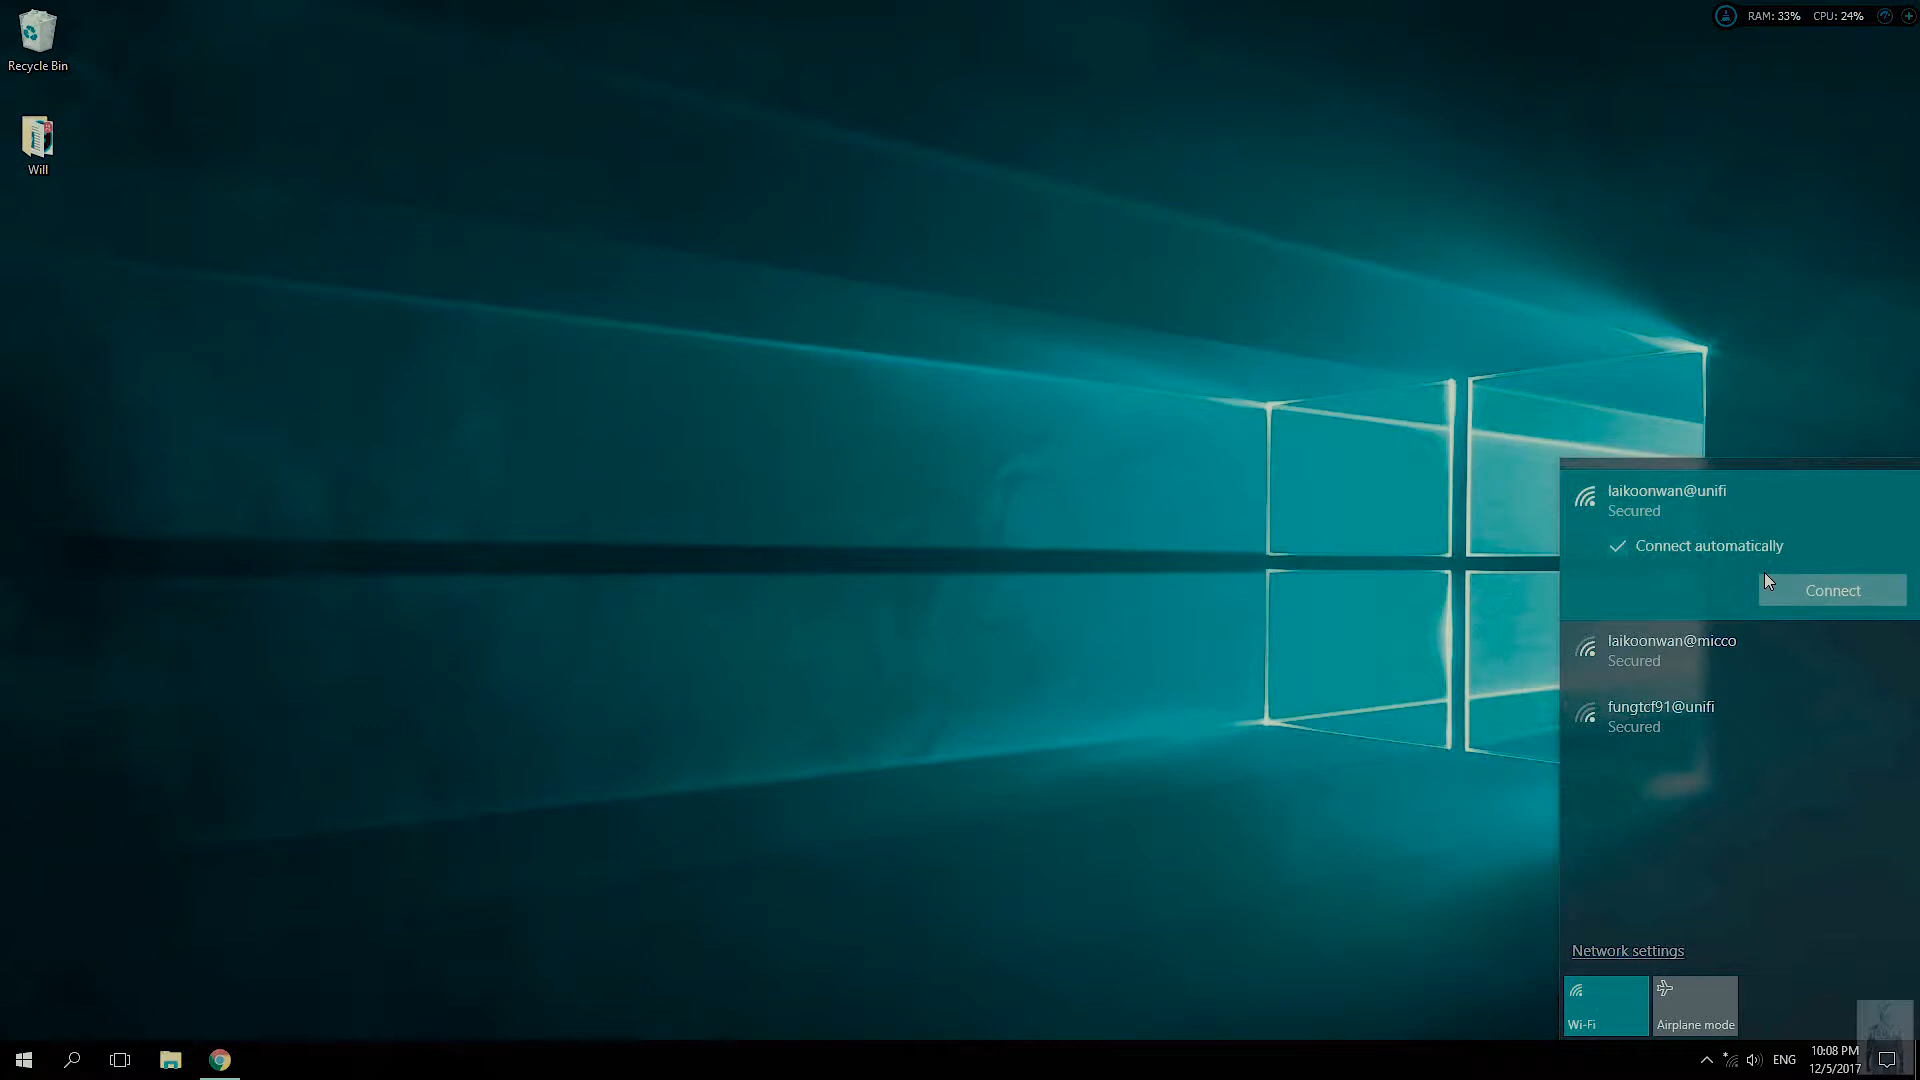 RAM: 33% CPU: 24%
Recycle Bin
Will
laikoonwan@unifi
Secured
Connect automatically
Connect
laikoonwan@micco
Secured
fungtcf91@unifi
Secured
Network settings
Wi-Fi
Airplane mode
ENG
10:08 PM
12/5/2017